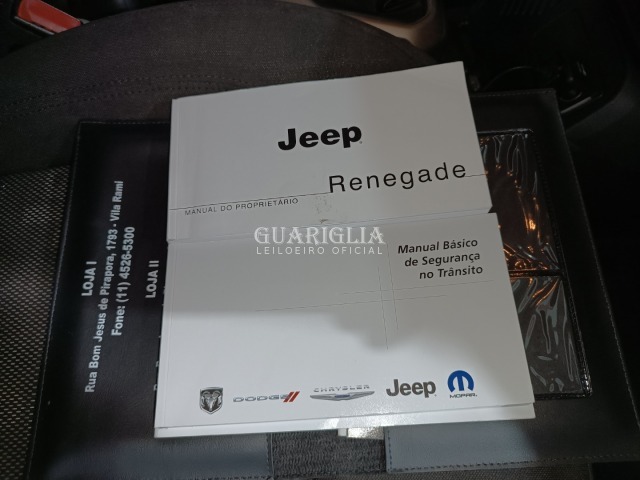 Jeep
Renegade
MANUAL DO PROPRIETÁRIO
GUARIGLIA
LEILOEIRO OFICIAL
Manual Básico
de Segurança
no Trânsito
DODGE
CHRYSLER
Jeep
MOPAR
LOJA I
Rua Bom Jesus de Pirapora, 1793 - Vila Rami
Fone: (11) 4526-5300
LOJA II